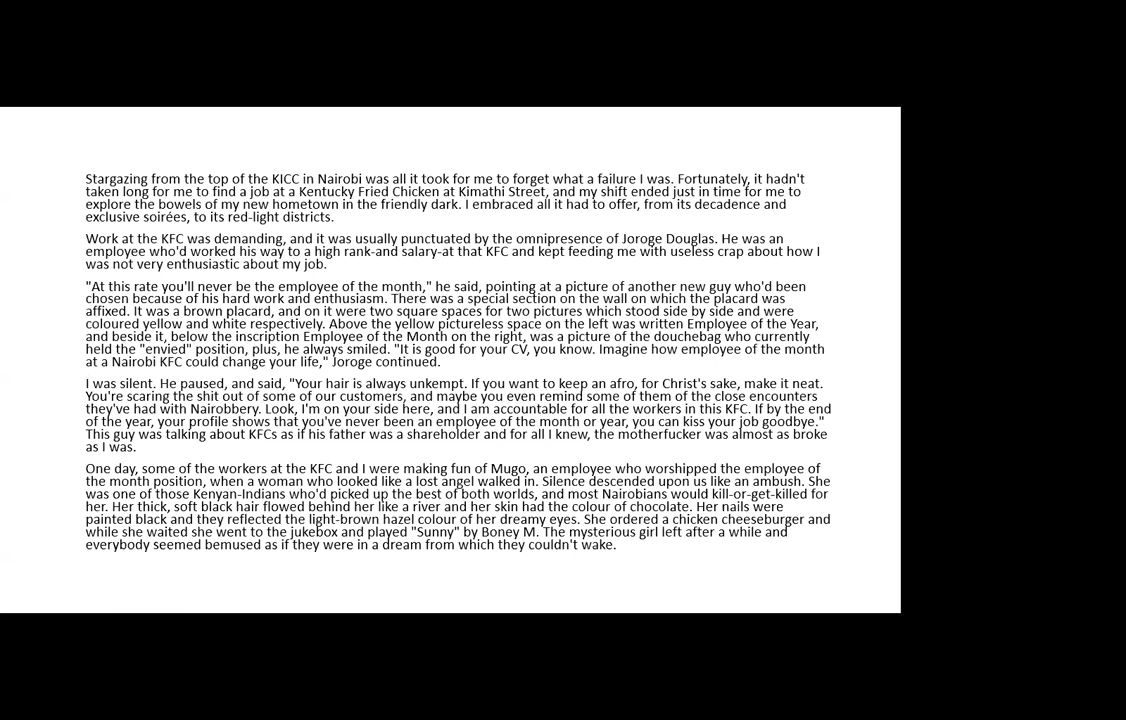 Stargazing from the top of the KICC in Nairobi was all it took for me to forget what a failure I was. Fortunately, it hadn't
taken long for me to find a job at a Kentucky Fried Chicken at Kimathi Street, and my shift ended just in time for me to
explore the bowels of my new hometown in the friendly dark. I embraced all it had to offer, from its decadence and
exclusive soirées, to its red-light districts.
Work at the KFC was demanding, and it was usually punctuated by the omnipresence of Joroge Douglas. He was an
employee who'd worked his way to a high rank-and salary-at that KFC and kept feeding me with useless crap about how I
was not very enthusiastic about my job.
"At this rate you'll never be the employee of the month," he said, pointing at a picture of another new guy who'd been
chosen because of his hard work and enthusiasm. There was a special section on the wall on which the placard was
affixed. It was a brown placard, and on it were two square spaces for two pictures which stood side by side and were
coloured yellow and white respectively. Above the yellow pictureless space on the left was written Employee of the Year,
and beside it, below the inscription Employee of the Month on the right, was a picture of the douchebag who currently
held the "envied" position, plus, he always smiled. "It is good for your CV, you know. Imagine how employee of the month
at a Nairobi KFC could change your life," Joroge continued.
I was silent. He paused, and said, "Your hair is always unkempt. If you want to keep an afro, for Christ's sake, make it neat.
You're scaring the shit out of some of our customers, and maybe you even remind some of them of the close encounters
they've had with Nairobbery. Look, I'm on your side here, and I am accountable for all the workers in this KFC. If by the end
of the year, your profile shows that you've never been an employee of the month or year, you can kiss your job goodbye."
This guy was talking about KFCs as if his father was a shareholder and for all I knew, the motherfucker was almost as broke
as I was.
One day, some of the workers at the KFC and I were making fun of Mugo, an employee who worshipped the employee of
the month position, when a woman who looked like a lost angel walked in. Silence descended upon us like an ambush. She
was one of those Kenyan-Indians who'd picked up the best of both worlds, and most Nairobians would kill-or-get-killed for
her. Her thick, soft black hair flowed behind her like a river and her skin had the colour of chocolate. Her nails were
painted black and they reflected the light-brown hazel colour of her dreamy eyes. She ordered a chicken cheeseburger and
while she waited she went to the jukebox and played "Sunny" by Boney M. The mysterious girl left after a while and
everybody seemed bemused as if they were in a dream from which they couldn't wake.